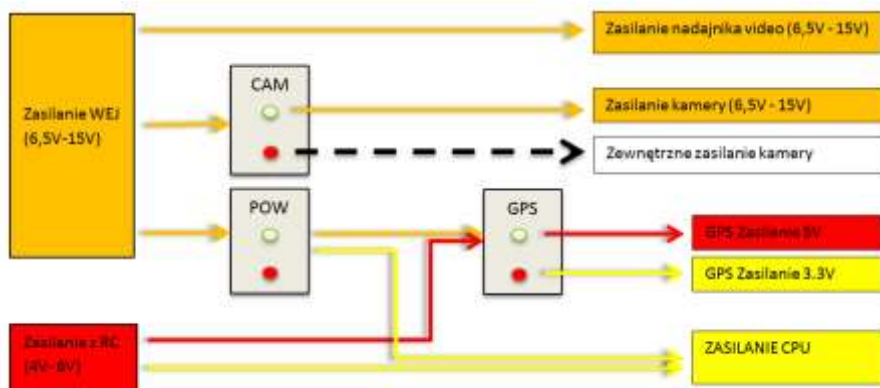 Zasilanie nadajnika video (6,5V - 15V)
CAM
Zasilanie WEJ
(6,5V-15V)
Zasilanie kamery (6,5V - 15V)
Zewnętrzne zasilanie kamery
POW
GPS
GPS Zasilanie 5V
GPS Zasilanie 3.3V
Zasilanie z RC
(4V-6V)
ZASILANIE CPU